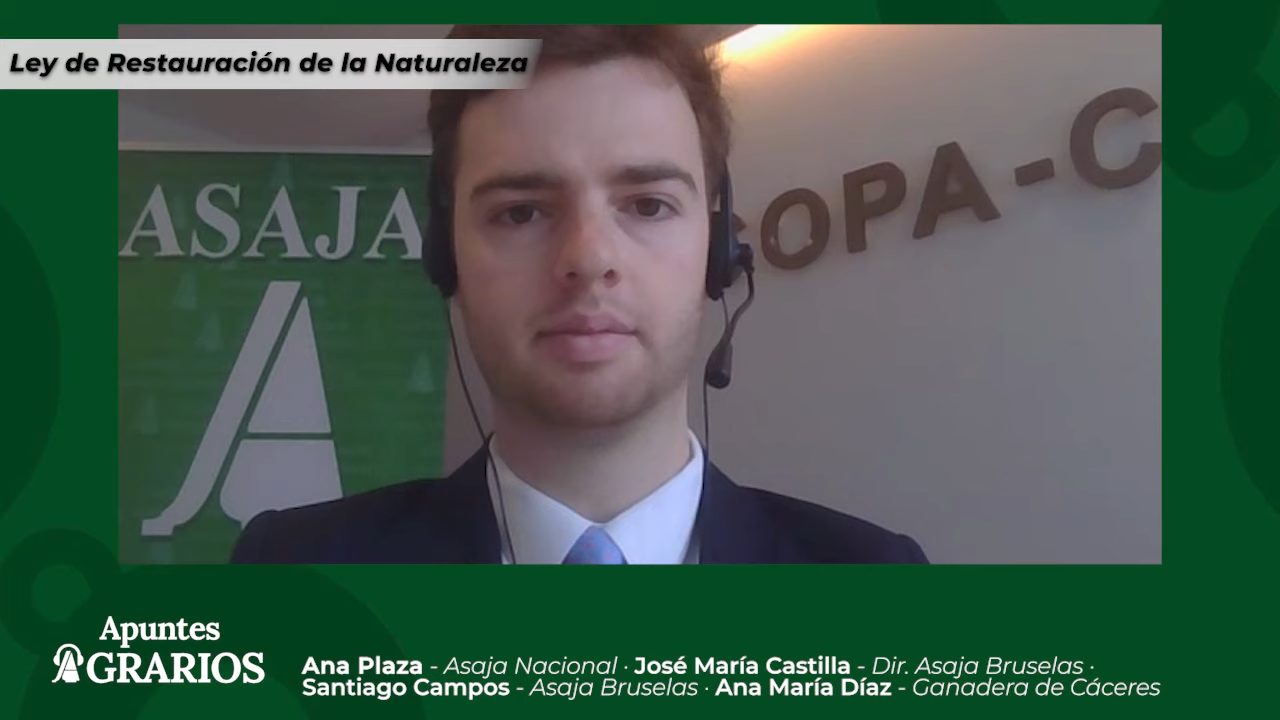 Ley de Restauración de la Naturaleza
ASAJA
COPA-C
Apuntes
AGRARIOS
Ana Plaza - Asaja Nacional · José María Castilla - Dir. Asaja Bruselas ·
Santiago Campos - Asaja Bruselas · Ana María Díaz - Ganadera de Cáceres